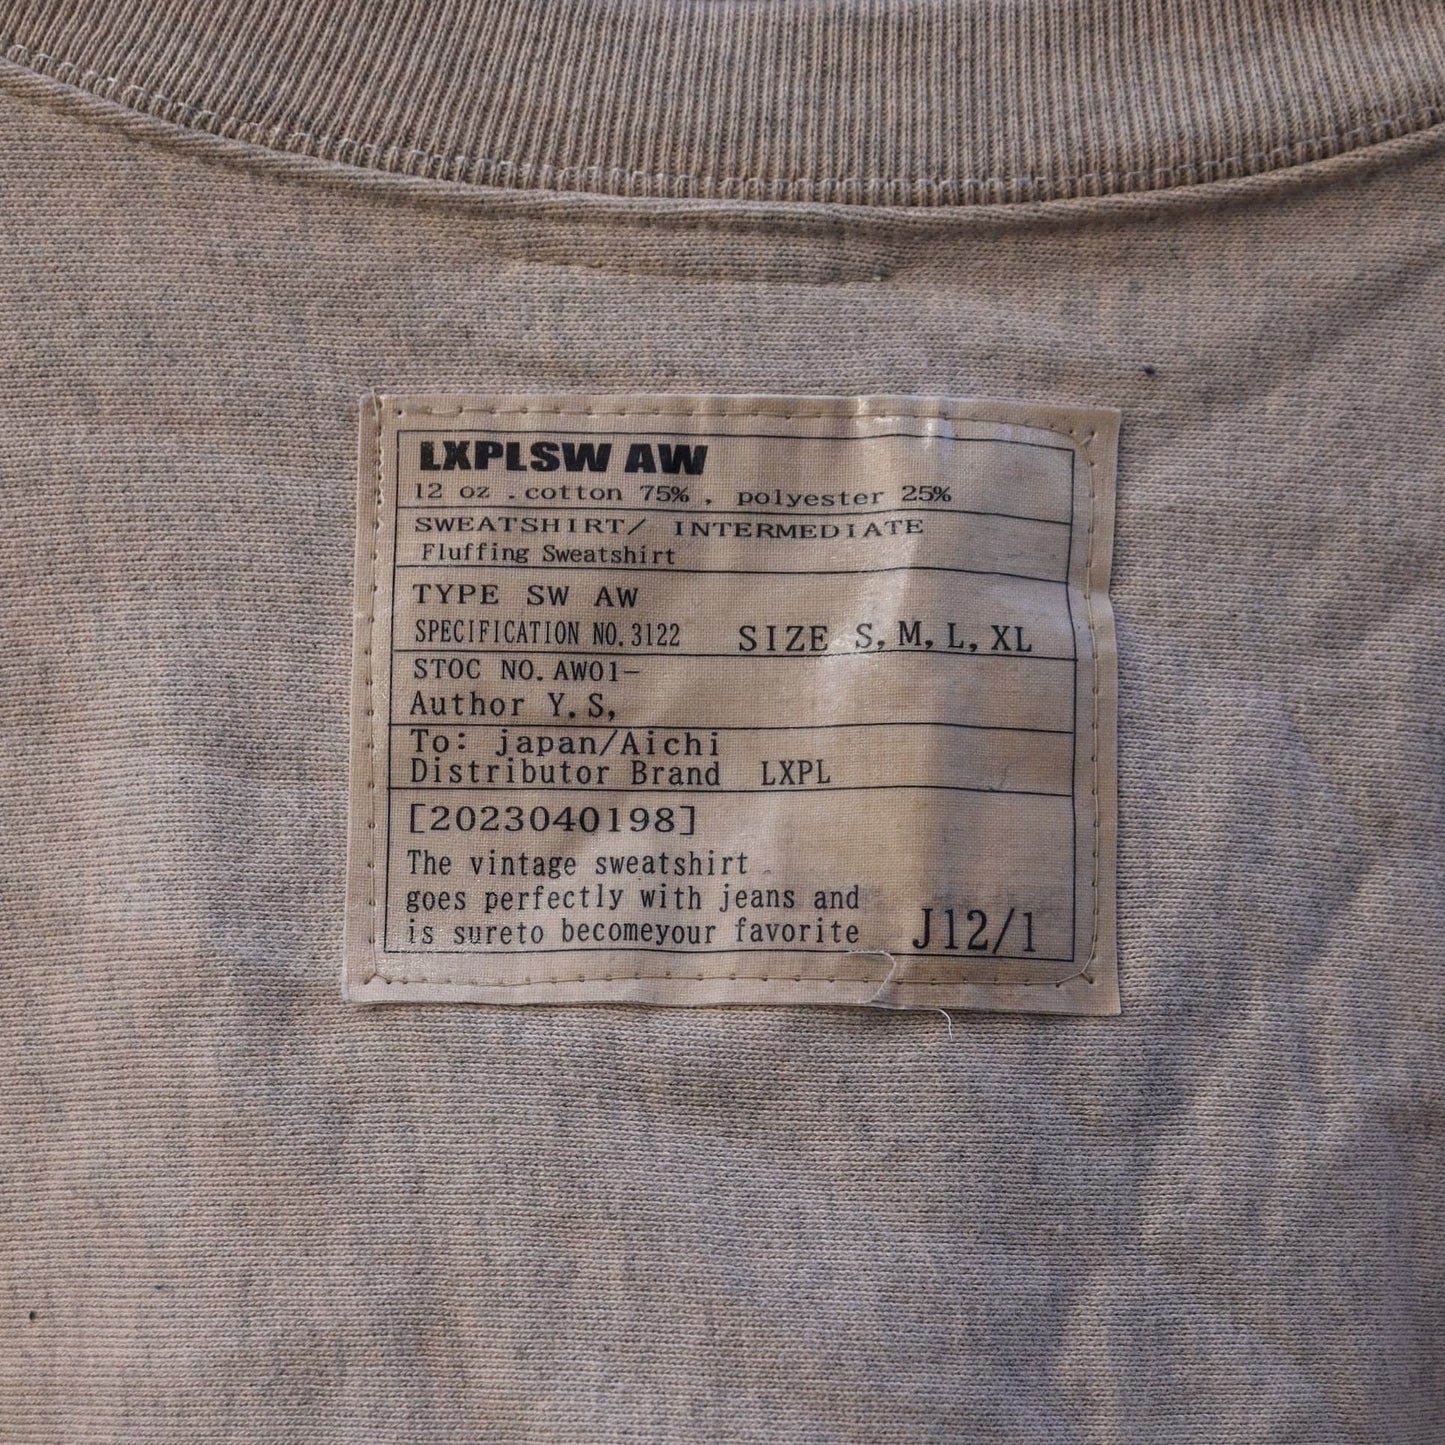 LXPLSW AW
12 oz .cotton 75% , polyester 25%
SWEATSHIRT/ INTERMEDIATE
Fluffing Sweatshirt
TYPE SW AW
SPECIFICATION NO.3122 SIZE S,M,L,XL
STOC NO.AW01-
Author Y.S,
To: japan/Aichi
Distributor Brand LXPL
[2023040198]
The vintage sweatshirt
goes perfectly with jeans and
is sureto becomeyour favorite J12/1